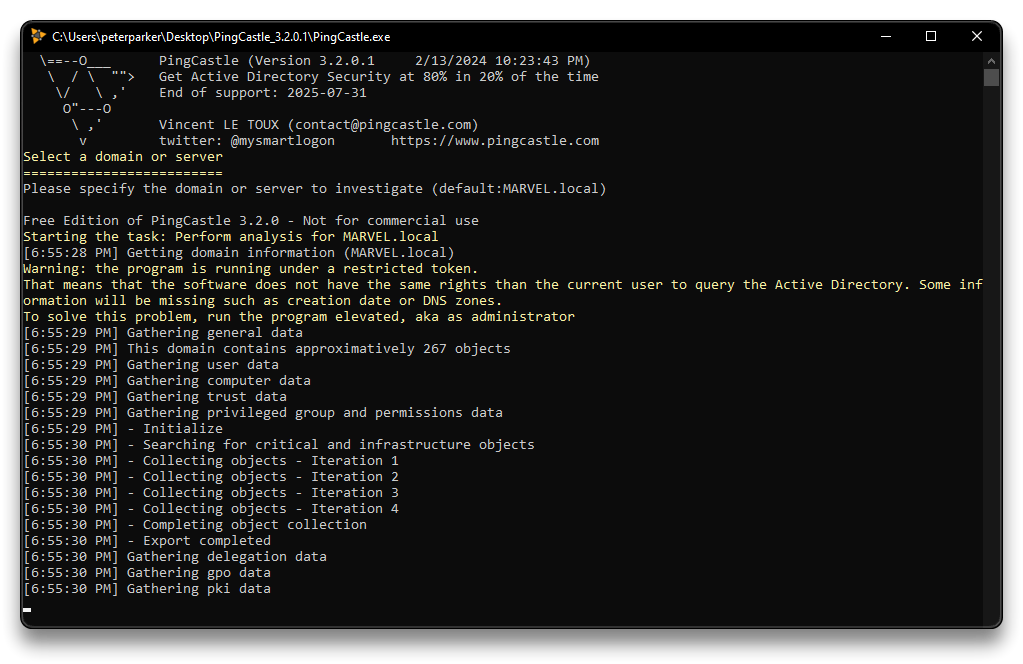 C:\Users\peterparker\Desktop\PingCastle_3.2.0.1\PingCastle.exe
  \==--O___      PingCastle (Version 3.2.0.1     2/13/2024 10:23:43 PM)
   \  / \  "">   Get Active Directory Security at 80% in 20% of the time
    \/   \ ,'    End of support: 2025-07-31
     O"---O
      \ ,'       Vincent LE TOUX (contact@pingcastle.com)
       v         twitter: @mysmartlogon       https://www.pingcastle.com
Select a domain or server
=========================
Please specify the domain or server to investigate (default:MARVEL.local)
Free Edition of PingCastle 3.2.0 - Not for commercial use
Starting the task: Perform analysis for MARVEL.local
[6:55:28 PM] Getting domain information (MARVEL.local)
Warning: the program is running under a restricted token.
That means that the software does not have the same rights than the current user to query the Active Directory. Some inf
ormation will be missing such as creation date or DNS zones.
To solve this problem, run the program elevated, aka as administrator
[6:55:29 PM] Gathering general data
[6:55:29 PM] This domain contains approximatively 267 objects
[6:55:29 PM] Gathering user data
[6:55:29 PM] Gathering computer data
[6:55:29 PM] Gathering trust data
[6:55:29 PM] Gathering privileged group and permissions data
[6:55:29 PM] - Initialize
[6:55:30 PM] - Searching for critical and infrastructure objects
[6:55:30 PM] - Collecting objects - Iteration 1
[6:55:30 PM] - Collecting objects - Iteration 2
[6:55:30 PM] - Collecting objects - Iteration 3
[6:55:30 PM] - Collecting objects - Iteration 4
[6:55:30 PM] - Completing object collection
[6:55:30 PM] - Export completed
[6:55:30 PM] Gathering delegation data
[6:55:30 PM] Gathering gpo data
[6:55:30 PM] Gathering pki data